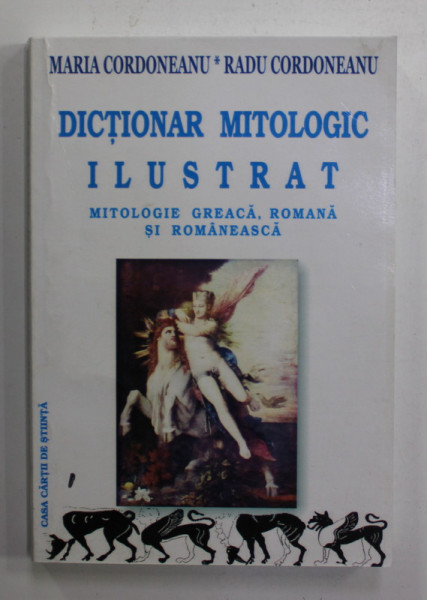 MARIA CORDONEANU * RADU CORDONEANU
DICȚIONAR MITOLOGIC
ILUSTRAT
MITOLOGIE GREACĂ, ROMANĂ
ȘI ROMÂNEASCĂ
CASA CĂRȚII DE ȘTIINȚĂ